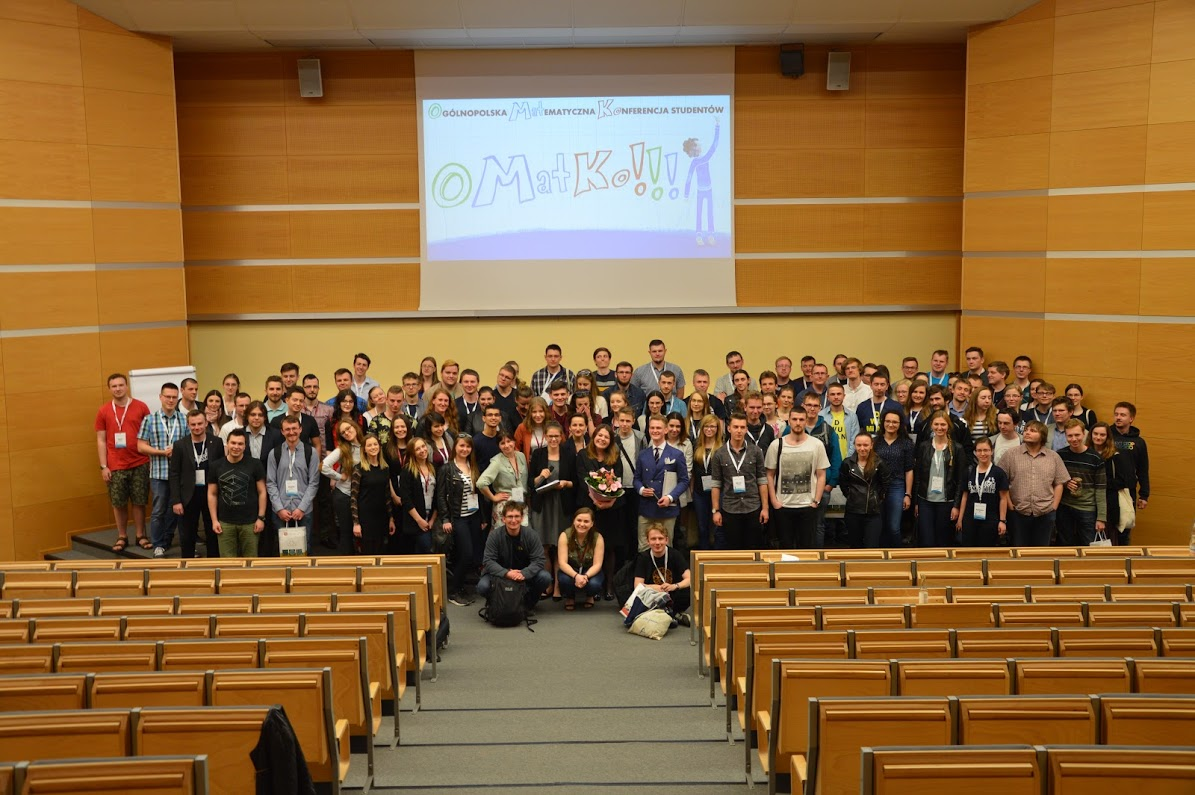 OGÓLNOPOLSKA MatEMATYCZNA KoNFERENCJA STUDENTÓW
OMatKo!!!